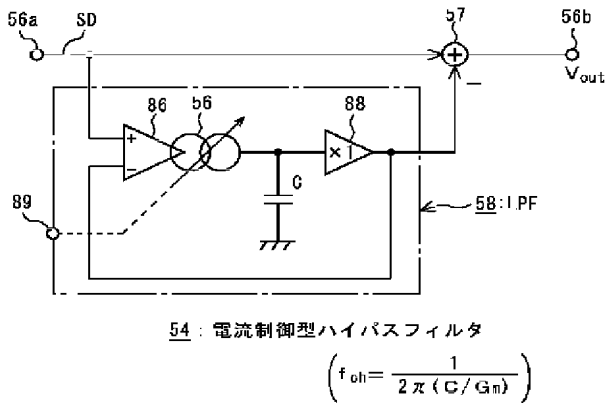 56a SD 57 56b
+
− Vout
86 56 88
+
− ×1
C
89
58:LPF
54:電流制御型ハイパスフィルタ
(foh= 1/2π(C/Gm))